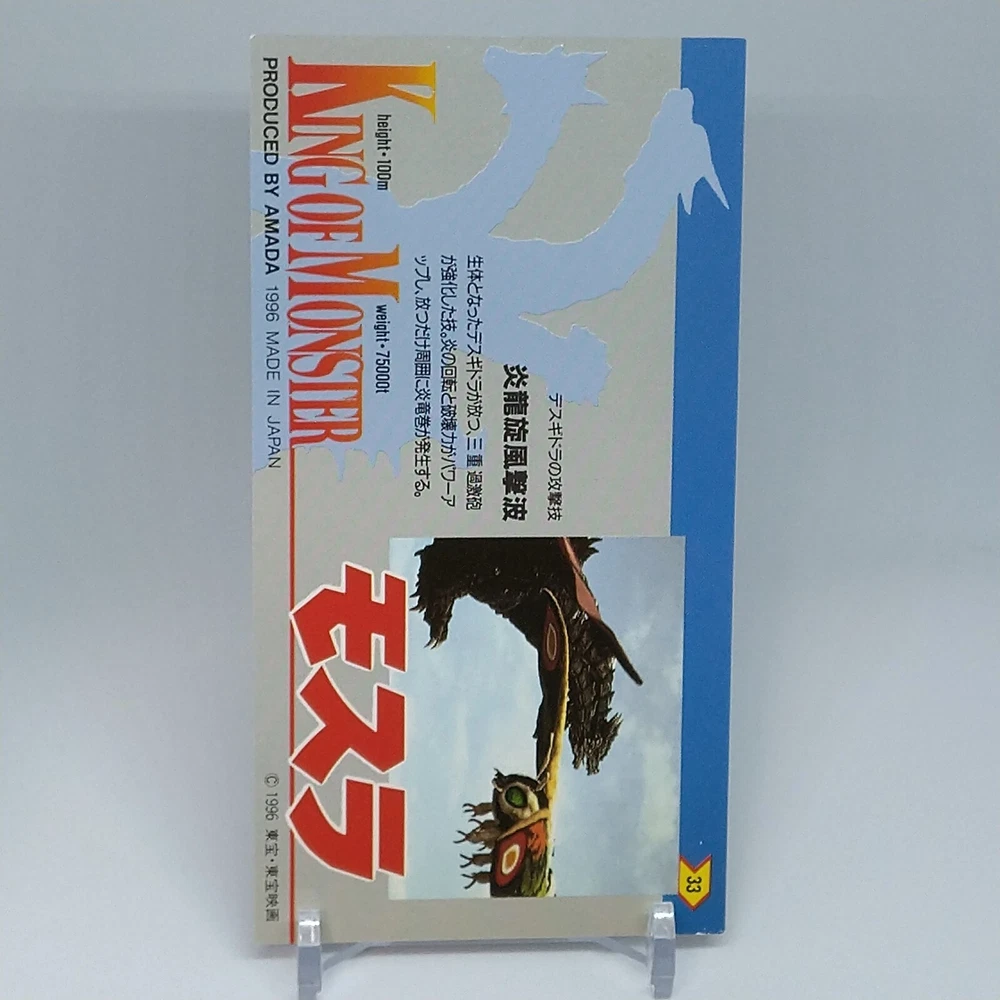 33
デスギドラの攻撃技
炎龍旋風撃波
生体となったデスギドラが放つ、三重過激砲
が強化した技。炎の回転と破壊力がパワーア
ップし、放つだけ周囲に炎竜巻が発生する。
height・100m weight・75000t
モスラ
KING OF MONSTER
PRODUCED BY AMADA 1996 MADE IN JAPAN
© 1996 東宝・東宝映画